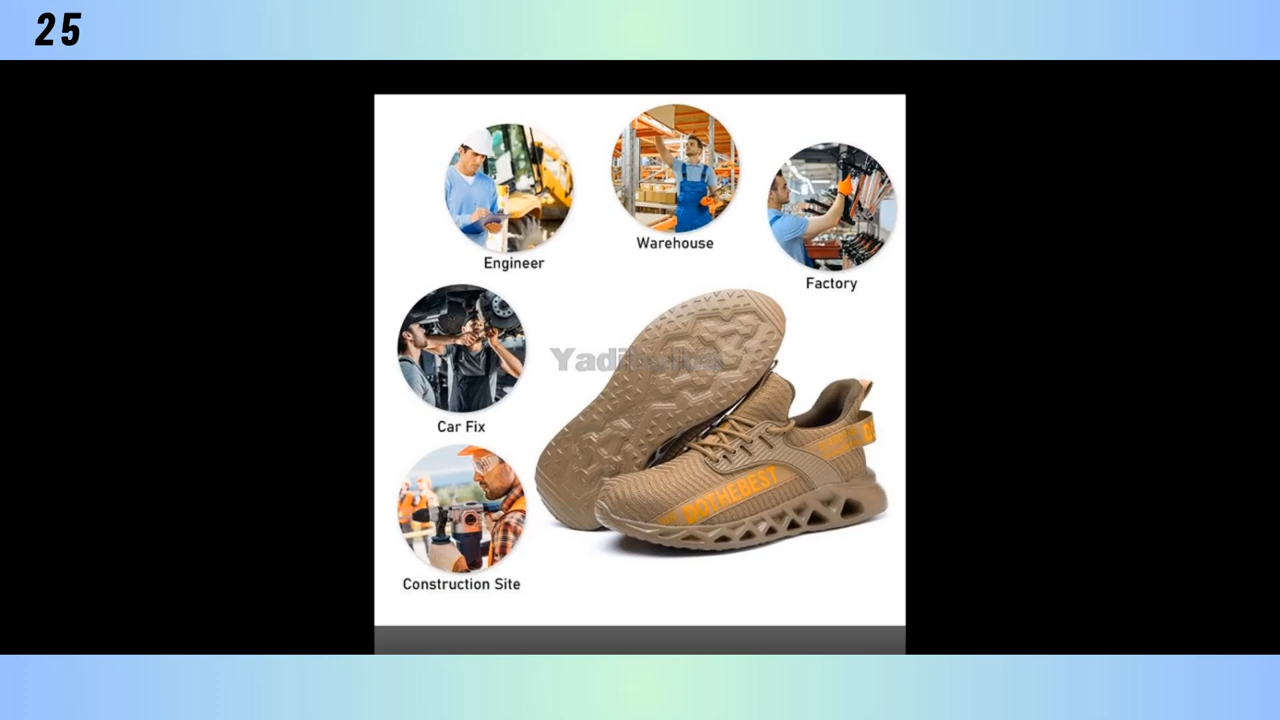 25
Warehouse
Engineer
Factory
Car Fix
DOTHEBEST
Construction Site